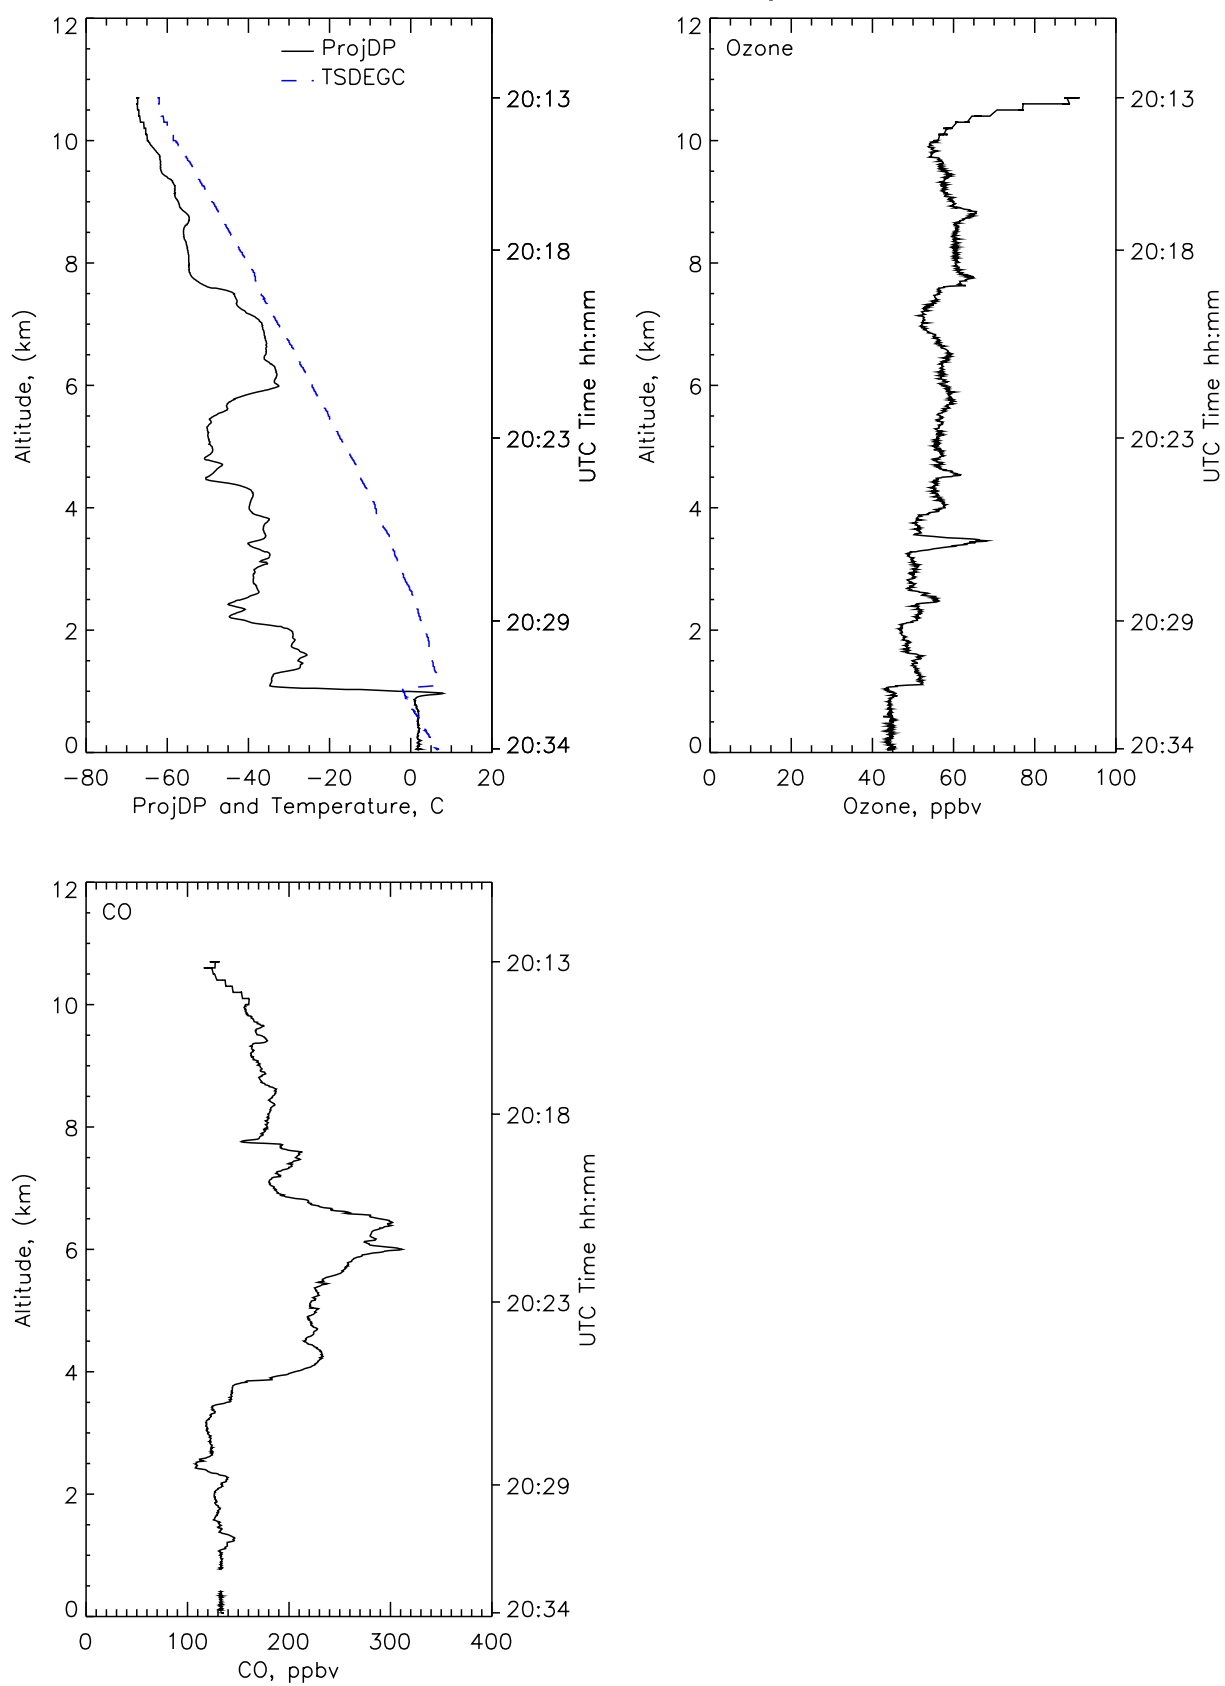 12
10
8
6
4
2
0
Altitude, (km)
ProjDP
TSDEGC
20:13
20:18
20:23
20:29
20:34
UTC Time hh:mm
-80 -60 -40 -20 0 20
ProjDP and Temperature, C
12
10
8
6
4
2
0
Altitude, (km)
Ozone
20:13
20:18
20:23
20:29
20:34
UTC Time hh:mm
0 20 40 60 80 100
Ozone, ppbv
12
10
8
6
4
2
0
Altitude, (km)
CO
20:13
20:18
20:23
20:29
20:34
UTC Time hh:mm
0 100 200 300 400
CO, ppbv